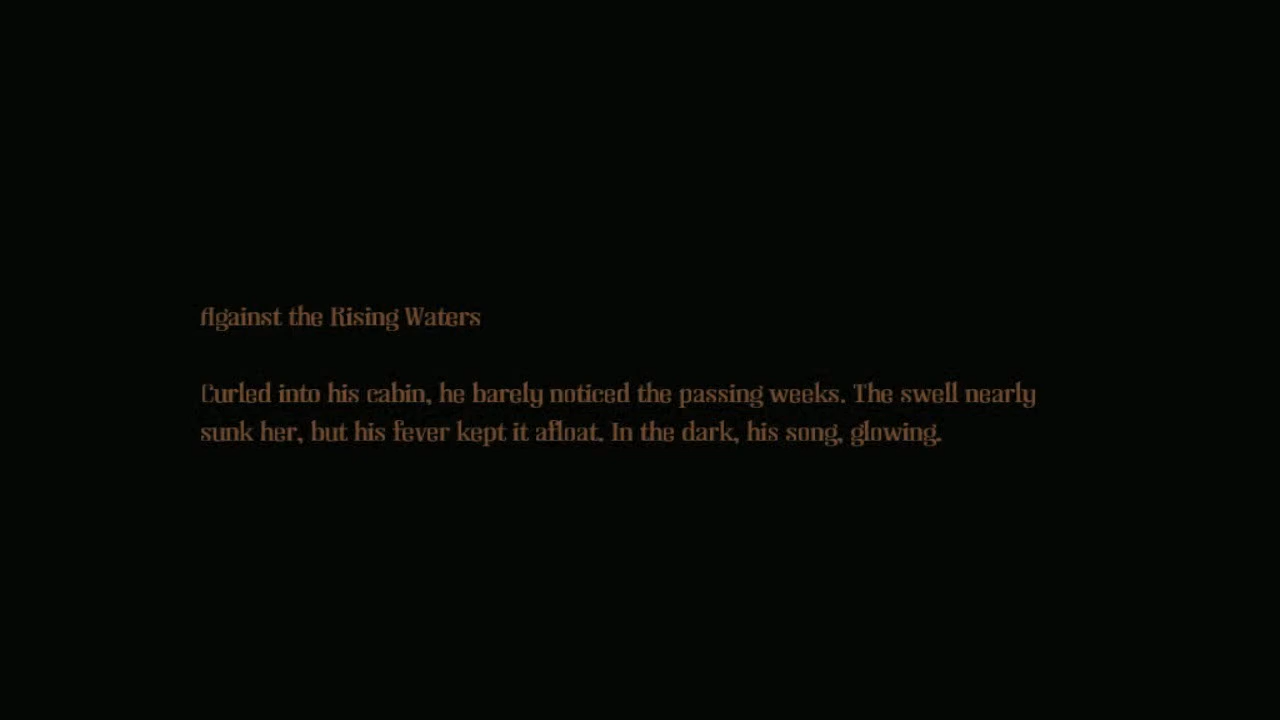 Against the Rising Waters
Curled into his cabin, he barely noticed the passing weeks. The swell nearly
sunk her, but his fever kept it afloat. In the dark, his song, glowing.